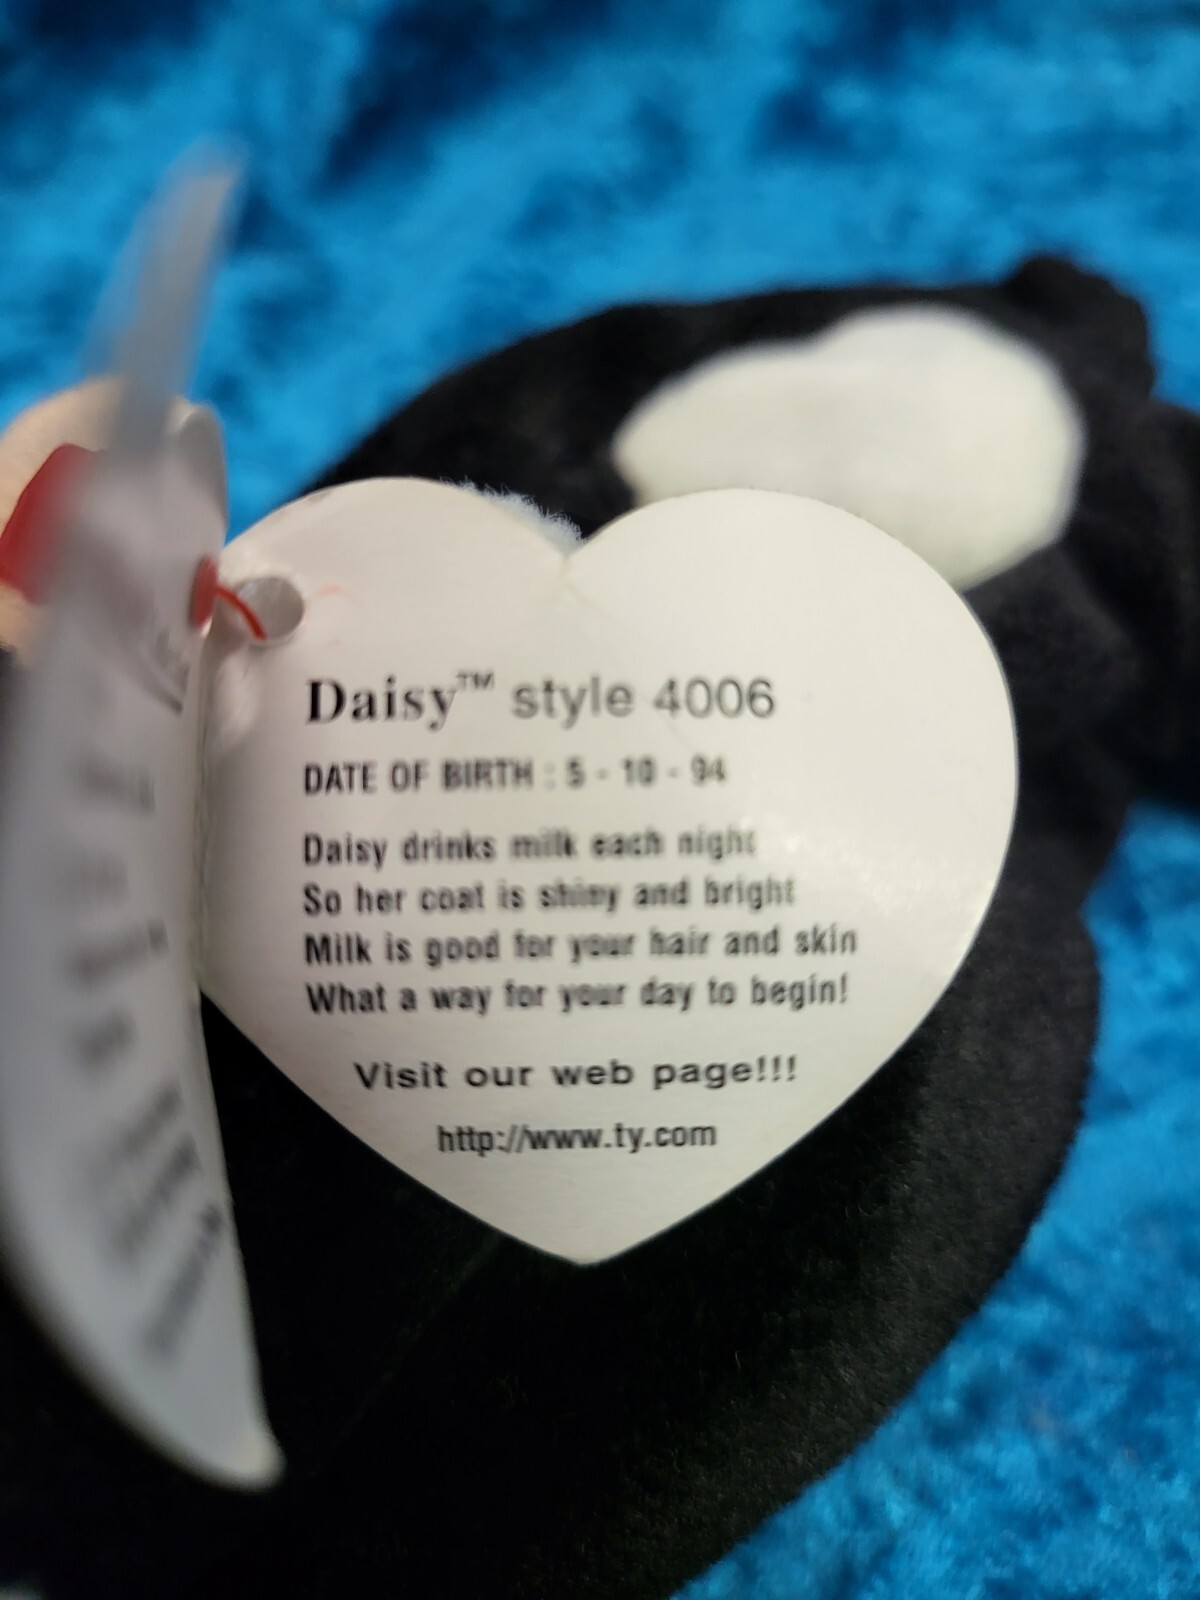 Daisy™ style 4006
DATE OF BIRTH : 5 - 10 - 94
Daisy drinks milk each night
So her coat is shiny and bright
Milk is good for your hair and skin
What a way for your day to begin!
Visit our web page!!!
http://www.ty.com